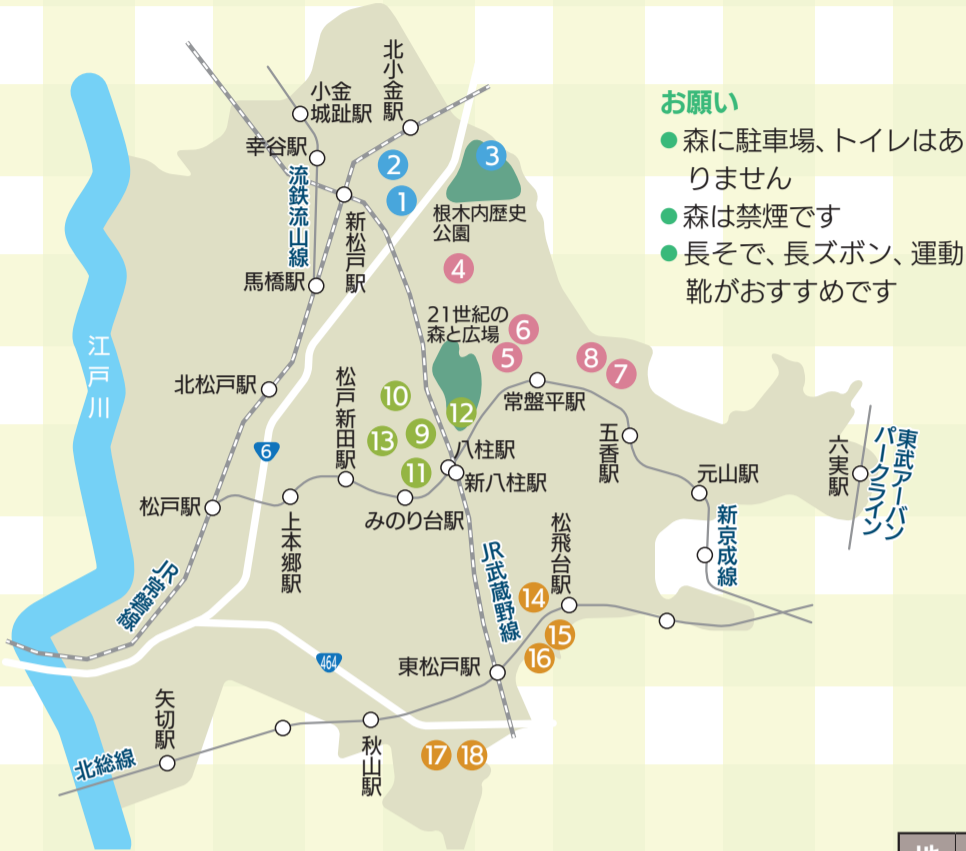 北小金駅
小金
城趾駅
幸谷駅
流鉄流山線
2
1
3
根木内歴史
公園
新松戸駅
馬橋駅
4
21世紀の
森と広場
6
5
8
7
常盤平駅
江戸川
北松戸駅
松戸新田駅
10
12
9
13
11
八柱駅
新八柱駅
五香駅
元山駅
六実駅
東武アーバン
パークライン
6
松戸駅
上本郷駅
みのり台駅
新京成線
JR常磐線
JR武蔵野線
松飛台駅
14
15
16
東松戸駅
464
矢切駅
北総線
秋山駅
17
18
お願い
● 森に駐車場、トイレはあ
りません
● 森は禁煙です
● 長そで、長ズボン、運動
靴がおすすめです